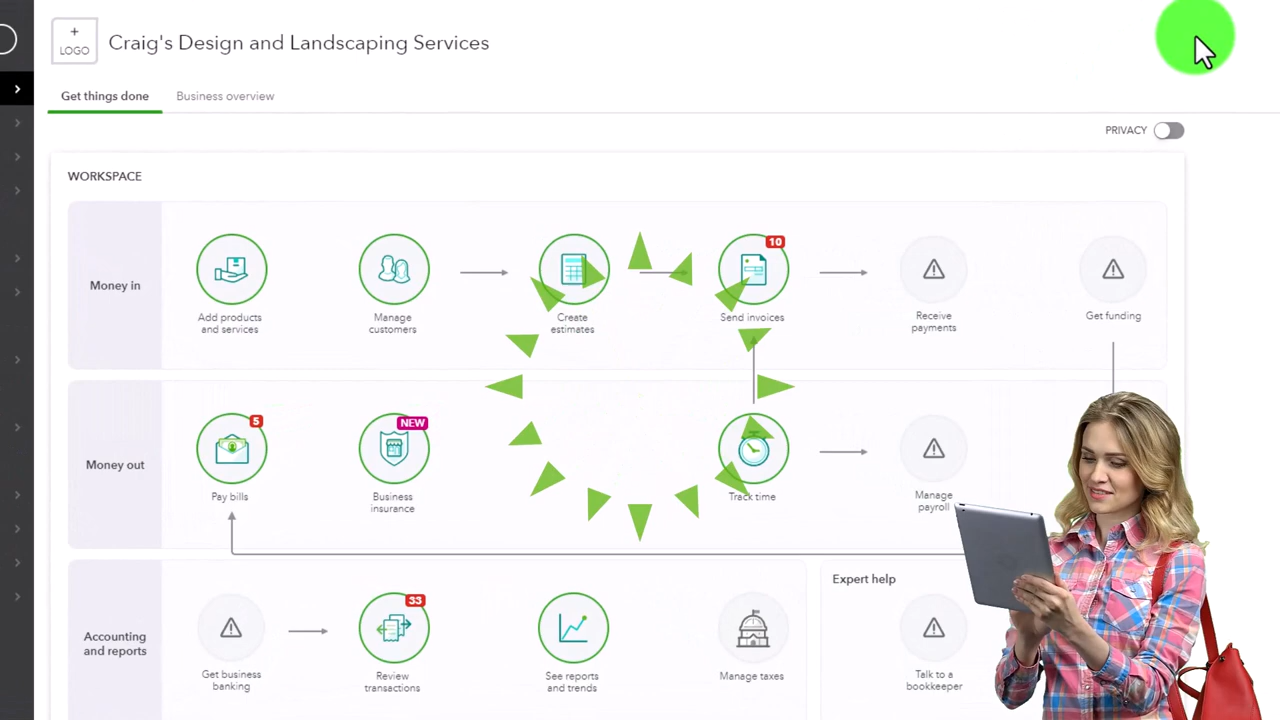 +
LOGO
Craig's Design and Landscaping Services
Get things done
Business overview
PRIVACY
WORKSPACE
Money in
Add products
and services
Manage
customers
Create
estimates
10
Send invoices
Receive
payments
Get funding
Money out
5
Pay bills
NEW
Business
insurance
Track time
Manage
payroll
Accounting
and reports
Get business
banking
33
Review
transactions
See reports
and trends
Manage taxes
Expert help
Talk to a
bookkeeper